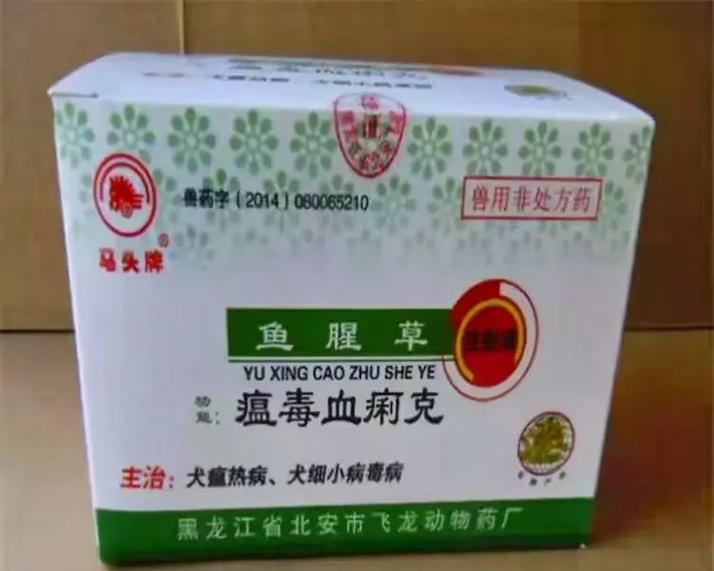 马头牌®
兽药字（2014）080065210
兽用非处方药
鱼腥草
注射液
YU XING CAO ZHU SHE YE
功能：瘟毒血痢克
主治：犬瘟热病、犬细小病毒病
黑龙江省北安市飞龙动物药厂